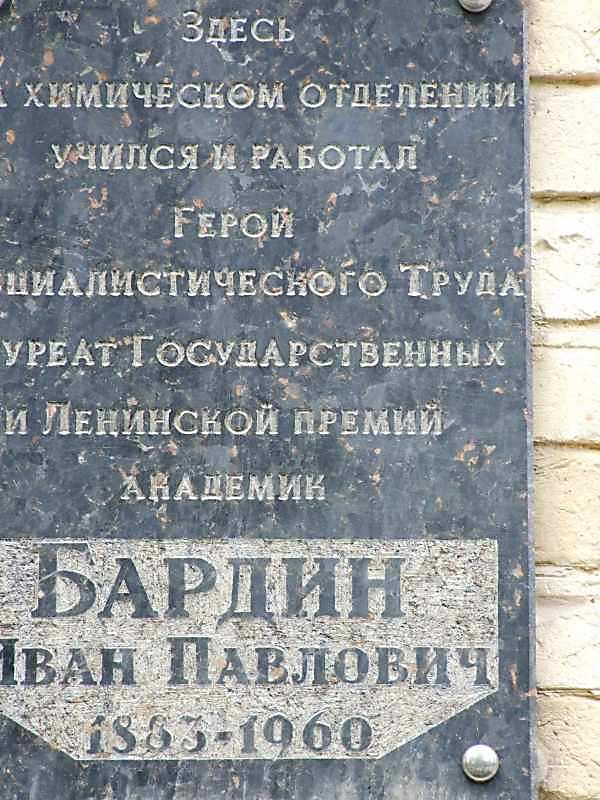 Здесь
химическом отделении
учился и работал
Герой
циалистического Труда
уреат Государственных
и Ленинской премий
академик
Бардин
Иван Павлович
1883-1960